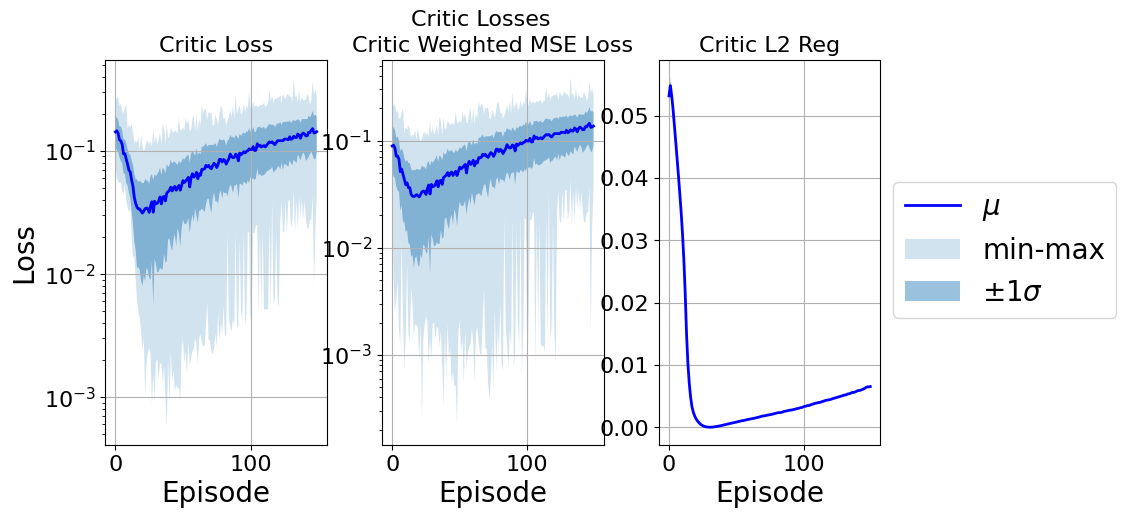 Critic Losses
Critic Loss
Critic Weighted MSE Loss
Critic L2 Reg
Loss
10⁻¹
10⁻²
10⁻³
0 100
Episode
10⁻¹
10⁻²
10⁻³
0 100
Episode
0.05
0.04
0.03
0.02
0.01
0.00
0 100
Episode
μ
min-max
±1σ